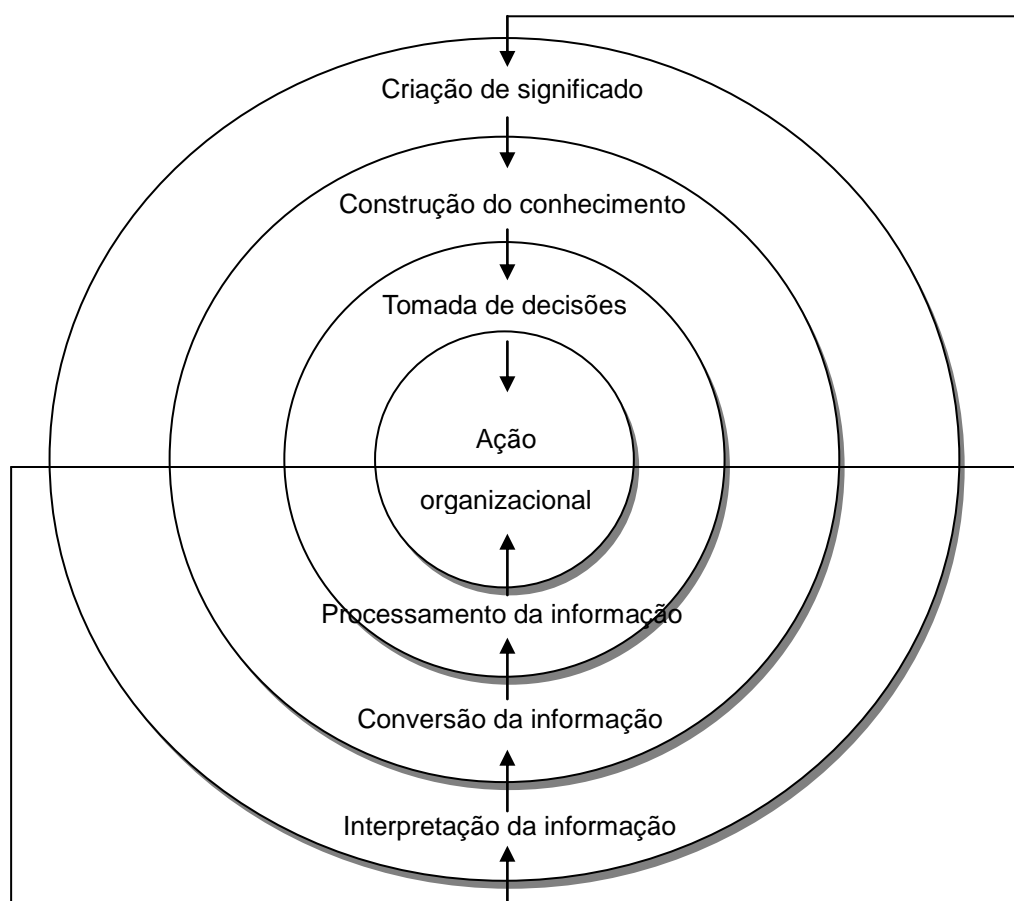 Criação de significado
Construção do conhecimento
Tomada de decisões
Ação
organizacional
Processamento da informação
Conversão da informação
Interpretação da informação